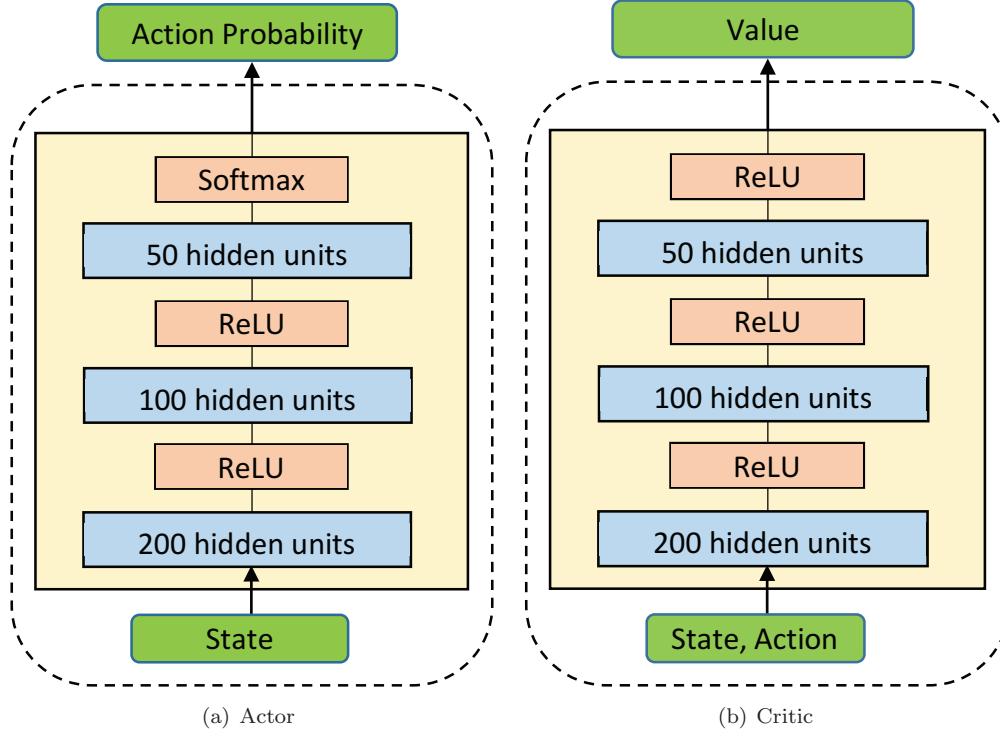 Action Probability
Softmax
50 hidden units
ReLU
100 hidden units
ReLU
200 hidden units
State
(a) Actor
Value
ReLU
50 hidden units
ReLU
100 hidden units
ReLU
200 hidden units
State, Action
(b) Critic